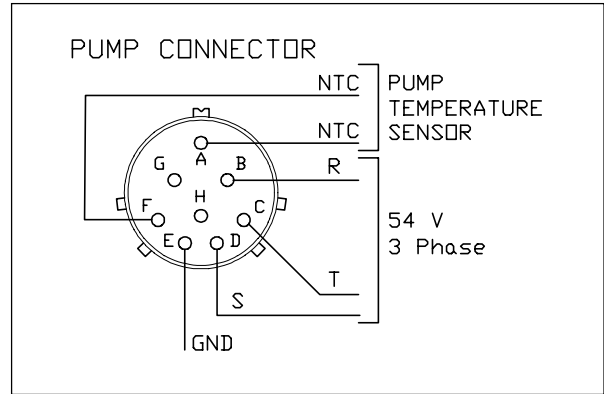 PUMP CONNECTOR
NTC
PUMP
TEMPERATURE
SENSOR
NTC
A
R
G
B
H
F
C
54 V
3 Phase
E
D
T
S
GND